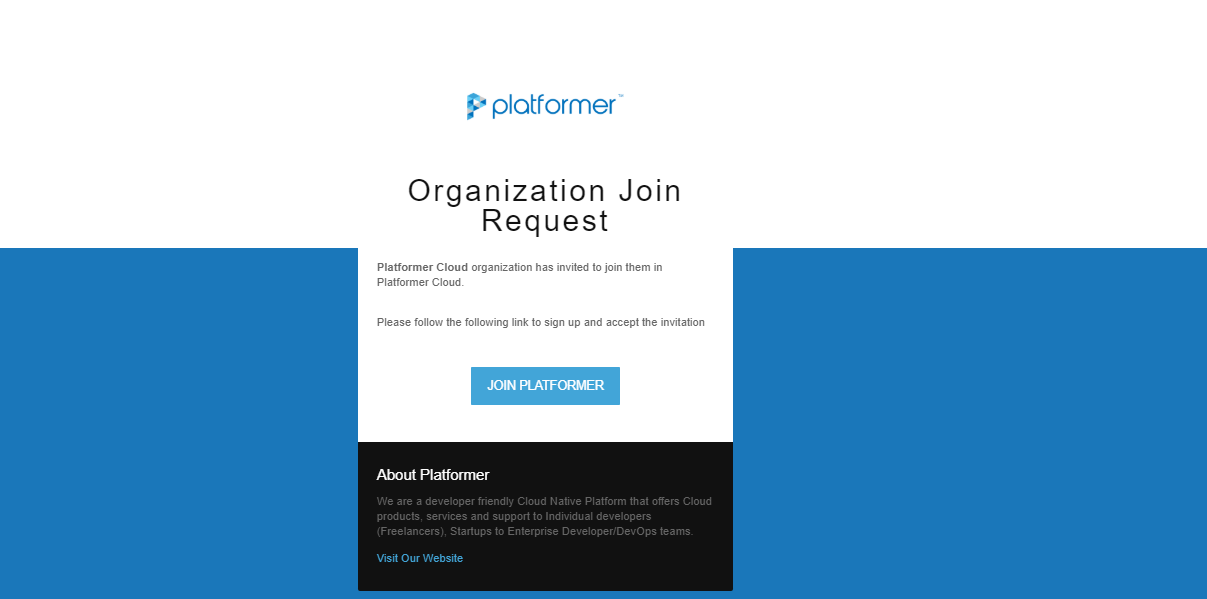 platformer™
Organization Join
Request
Platformer Cloud organization has invited to join them in
Platformer Cloud.
Please follow the following link to sign up and accept the invitation
JOIN PLATFORMER
About Platformer
We are a developer friendly Cloud Native Platform that offers Cloud
products, services and support to Individual developers
(Freelancers), Startups to Enterprise Developer/DevOps teams.
Visit Our Website